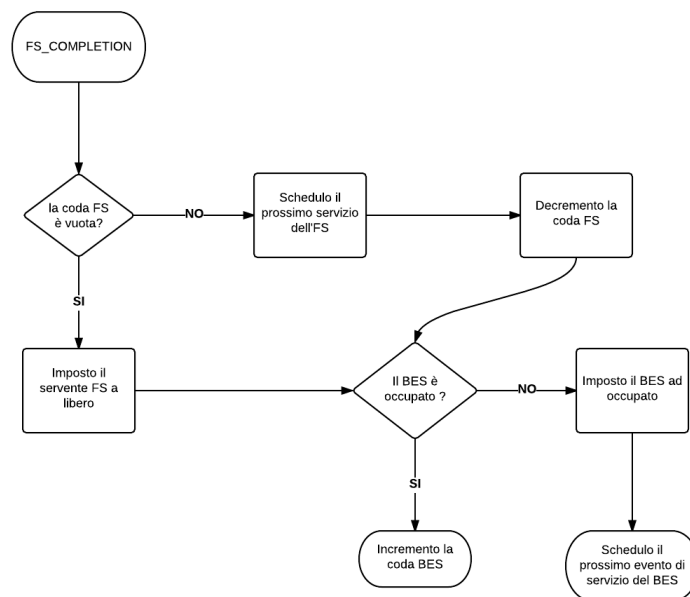 FS_COMPLETION
la coda FS
è vuota?
NO
Schedulo il
prossimo servizio
dell'FS
Decremento la
coda FS
SI
Imposto il
servente FS a
libero
Il BES è
occupato ?
NO
Imposto il BES ad
occupato
SI
Incremento la
coda BES
Schedulo il
prossimo evento di
servizio del BES